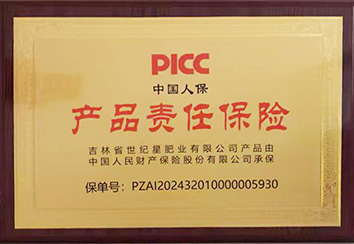 PICC
中国人保
产品责任保险
吉林省世纪星肥业有限公司产品由
中国人民财产保险股份有限公司承保
保单号：PZAI202432010000005930